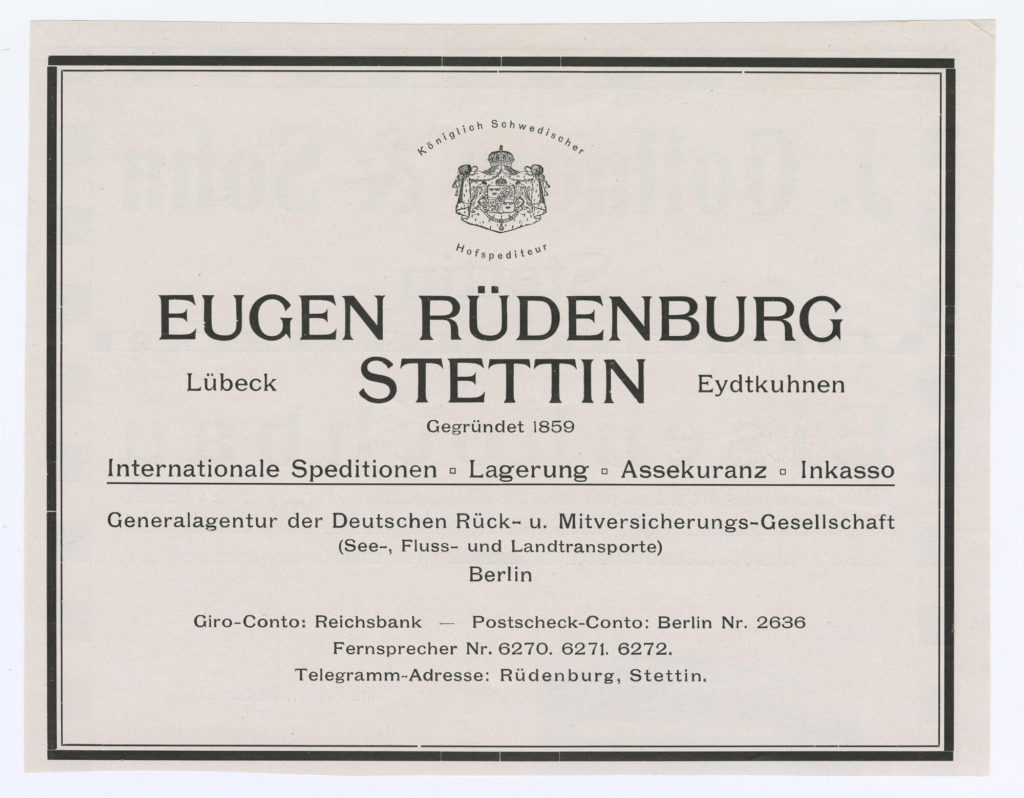 Königlich Schwedischer
Hofspediteur
EUGEN RÜDENBURG
Lübeck STETTIN Eydtkuhnen
Gegründet 1859
Internationale Speditionen ▫ Lagerung ▫ Assekuranz ▫ Inkasso
Generalagentur der Deutschen Rück- u. Mitversicherungs-Gesellschaft
(See-, Fluss- und Landtransporte)
Berlin
Giro-Conto: Reichsbank — Postscheck-Conto: Berlin Nr. 2636
Fernsprecher Nr. 6270. 6271. 6272.
Telegramm-Adresse: Rüdenburg, Stettin.